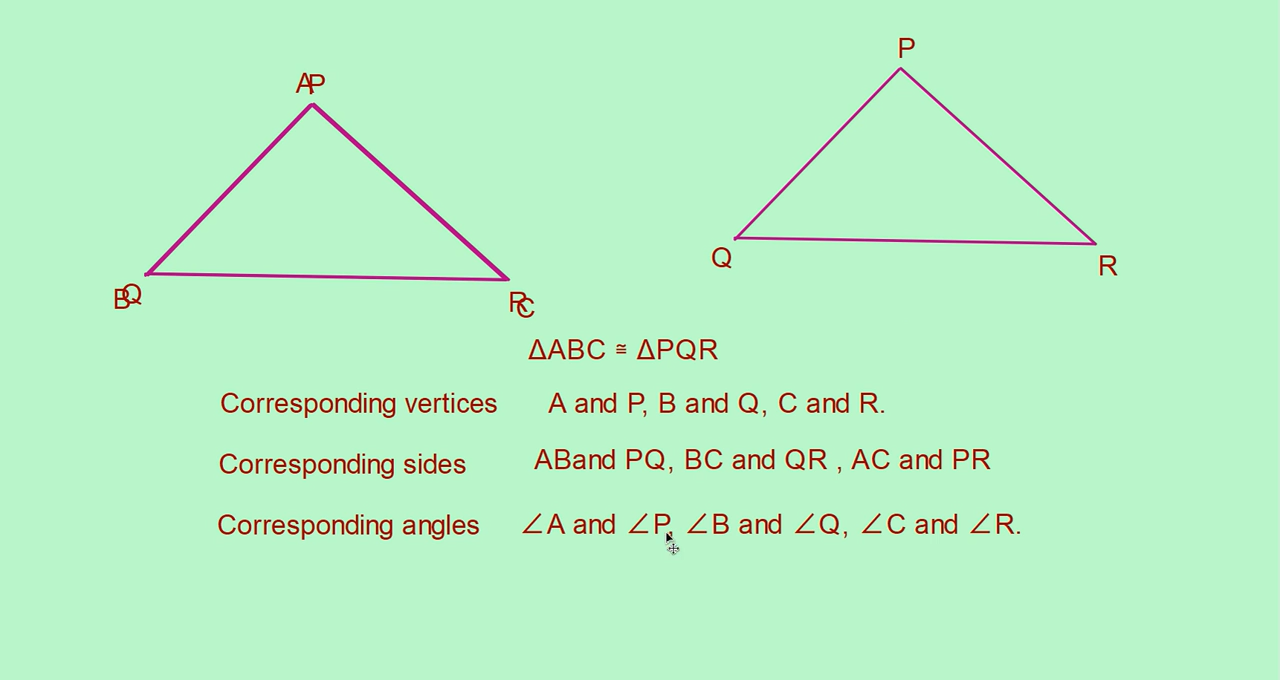 P
AP
Q
R
BQ
RC
ΔABC ≅ ΔPQR
Corresponding vertices A and P, B and Q, C and R.
Corresponding sides ABand PQ, BC and QR , AC and PR
Corresponding angles ∠A and ∠P, ∠B and ∠Q, ∠C and ∠R.